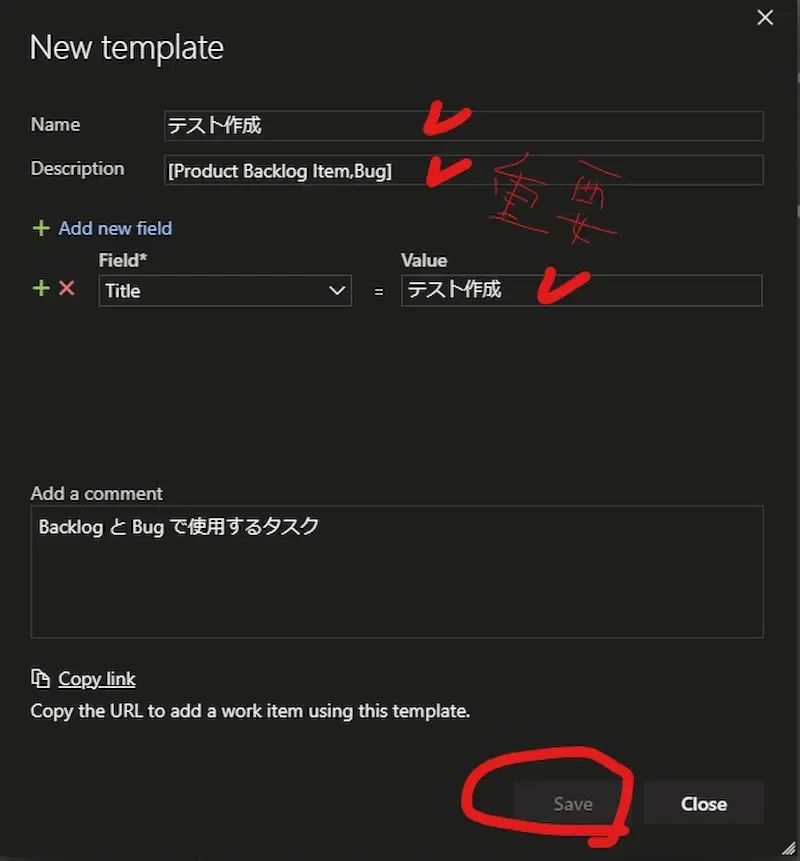 New template
Name テスト作成
Description [Product Backlog Item,Bug]
重要
Add new field
Field* Value
Title = テスト作成
Add a comment
Backlog と Bug で使用するタスク
Copy link
Copy the URL to add a work item using this template.
Save Close